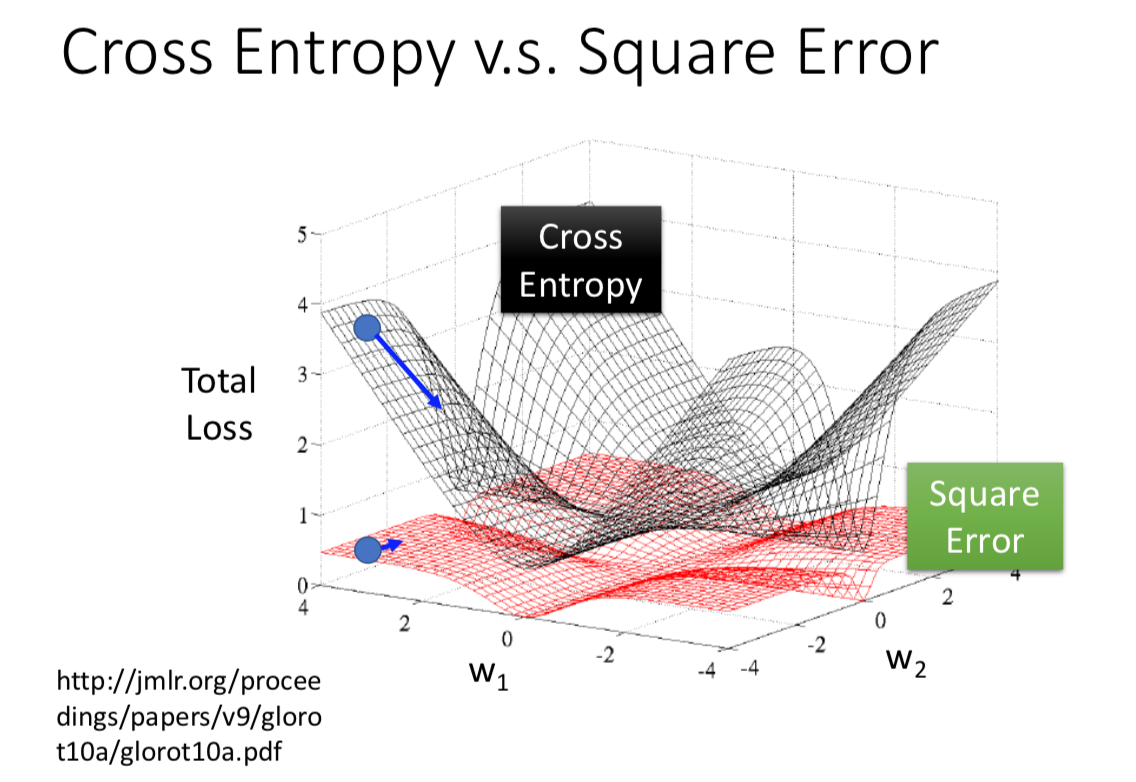 Cross Entropy v.s. Square Error
Cross
Entropy
5
4
3
2
1
0
Total
Loss
Square
Error
4
2
0
-2
-4
w1
-4
-2
0
2
4
w2
http://jmlr.org/procee
dings/papers/v9/gloro
t10a/glorot10a.pdf